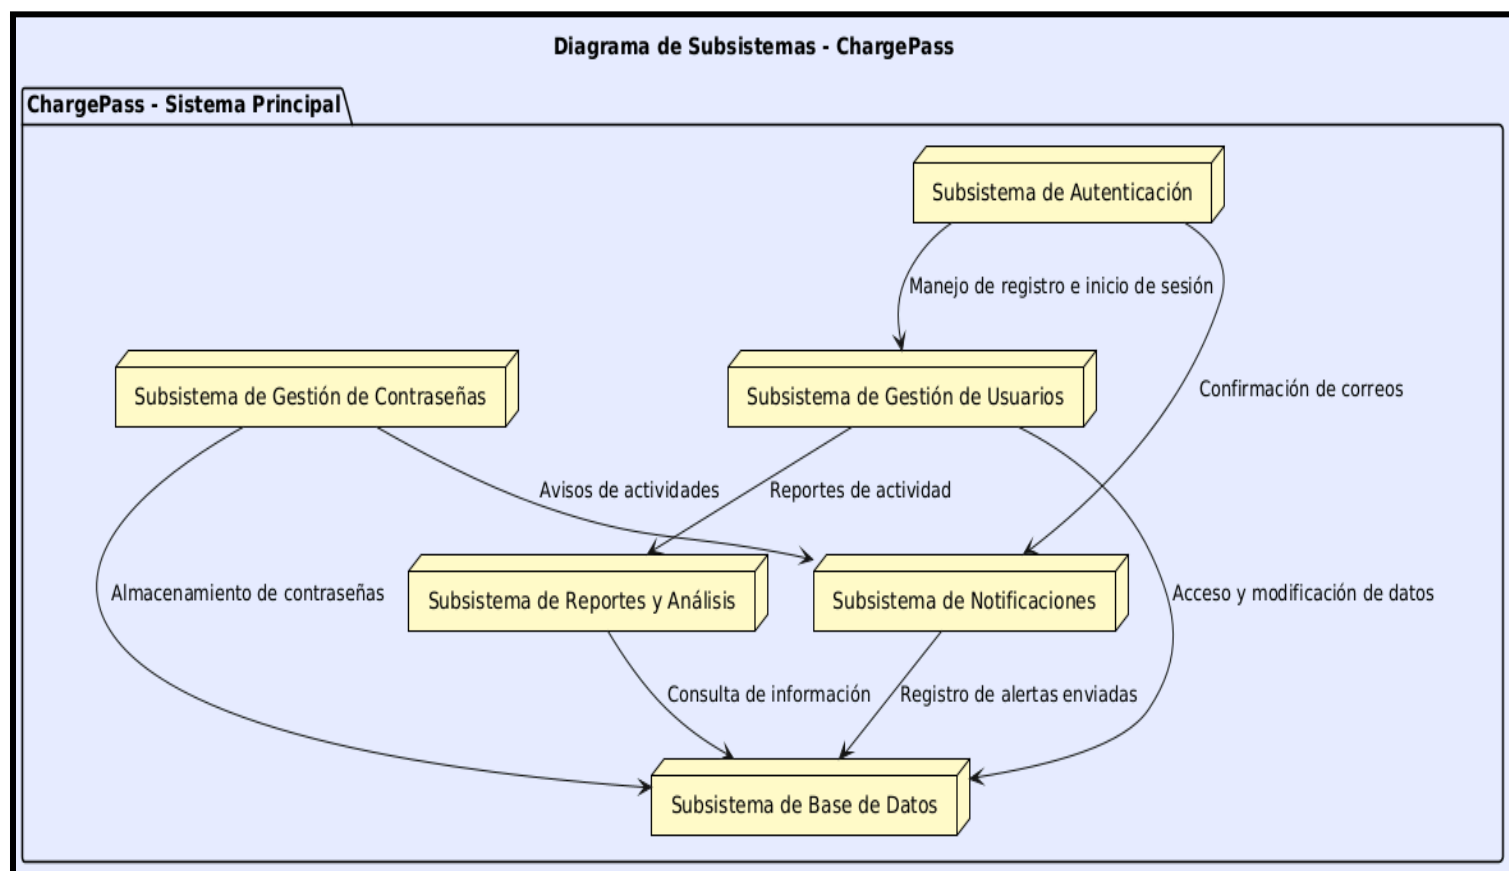 Diagrama de Subsistemas - ChargePass
ChargePass - Sistema Principal
Subsistema de Autenticación
Manejo de registro e inicio de sesión
Subsistema de Gestión de Contraseñas
Subsistema de Gestión de Usuarios
Confirmación de correos
Avisos de actividades
Reportes de actividad
Almacenamiento de contraseñas
Subsistema de Reportes y Análisis
Subsistema de Notificaciones
Acceso y modificación de datos
Consulta de información
Registro de alertas enviadas
Subsistema de Base de Datos